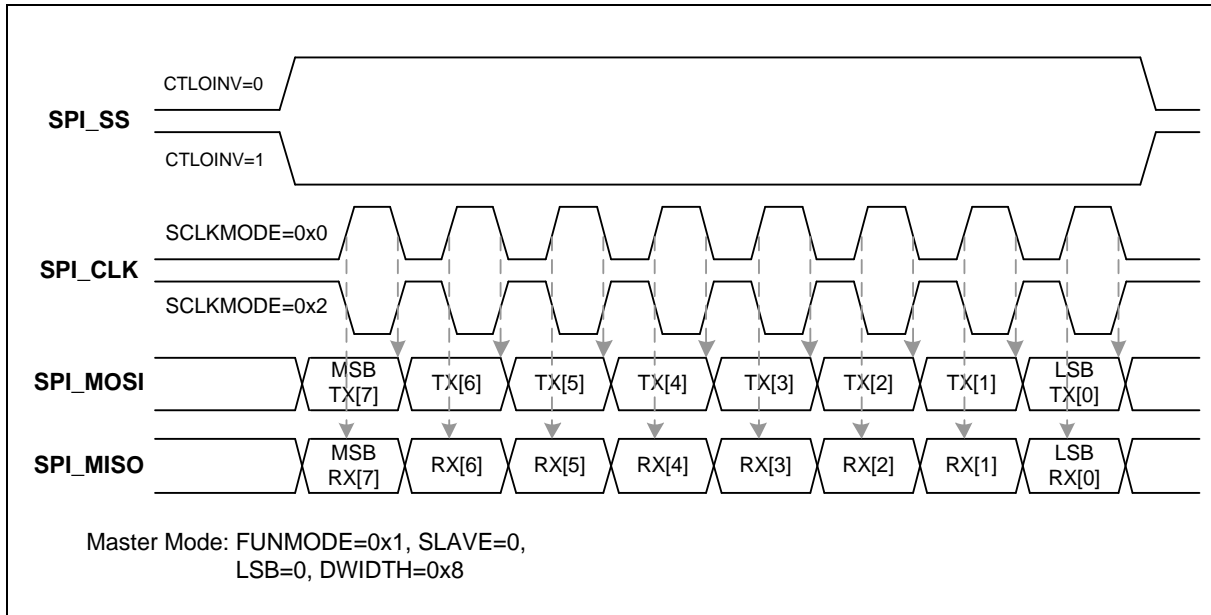 CTLOINV=0
SPI_SS
CTLOINV=1
SCLKMODE=0x0
SPI_CLK
SCLKMODE=0x2
SPI_MOSI
MSB
TX[7]
TX[6]
TX[5]
TX[4]
TX[3]
TX[2]
TX[1]
LSB
TX[0]
SPI_MISO
MSB
RX[7]
RX[6]
RX[5]
RX[4]
RX[3]
RX[2]
RX[1]
LSB
RX[0]
Master Mode: FUNMODE=0x1, SLAVE=0,
LSB=0, DWIDTH=0x8